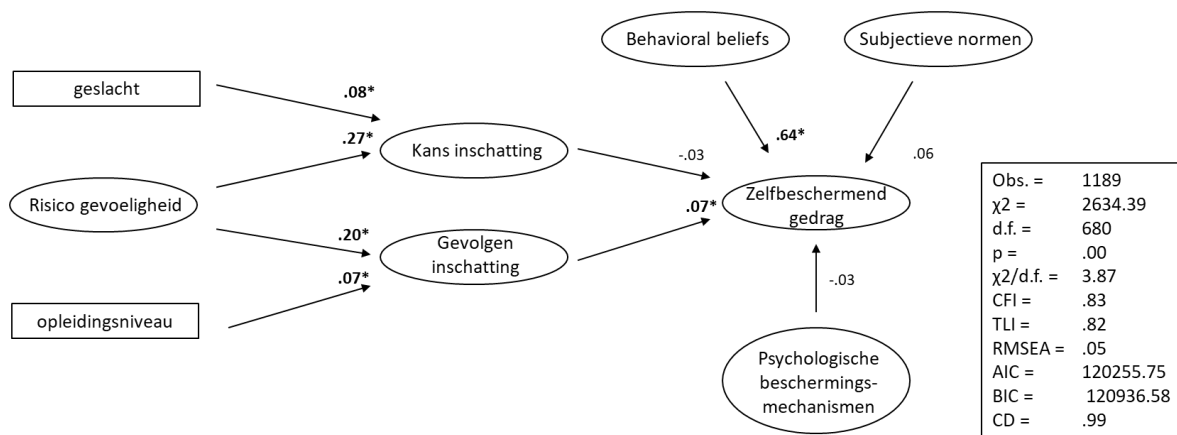 Behavioral beliefs
Subjectieve normen
geslacht
.08*
.27*
Kans inschatting
-.03
.64*
.06
Risico gevoeligheid
.20*
.07*
Gevolgen
inschatting
.07*
Zelfbeschermend
gedrag
opleidingsniveau
-.03
Psychologische
beschermings-
mechanismen
Obs. = 1189
χ2 = 2634.39
d.f. = 680
p = .00
χ2/d.f. = 3.87
CFI = .83
TLI = .82
RMSEA = .05
AIC = 120255.75
BIC = 120936.58
CD = .99